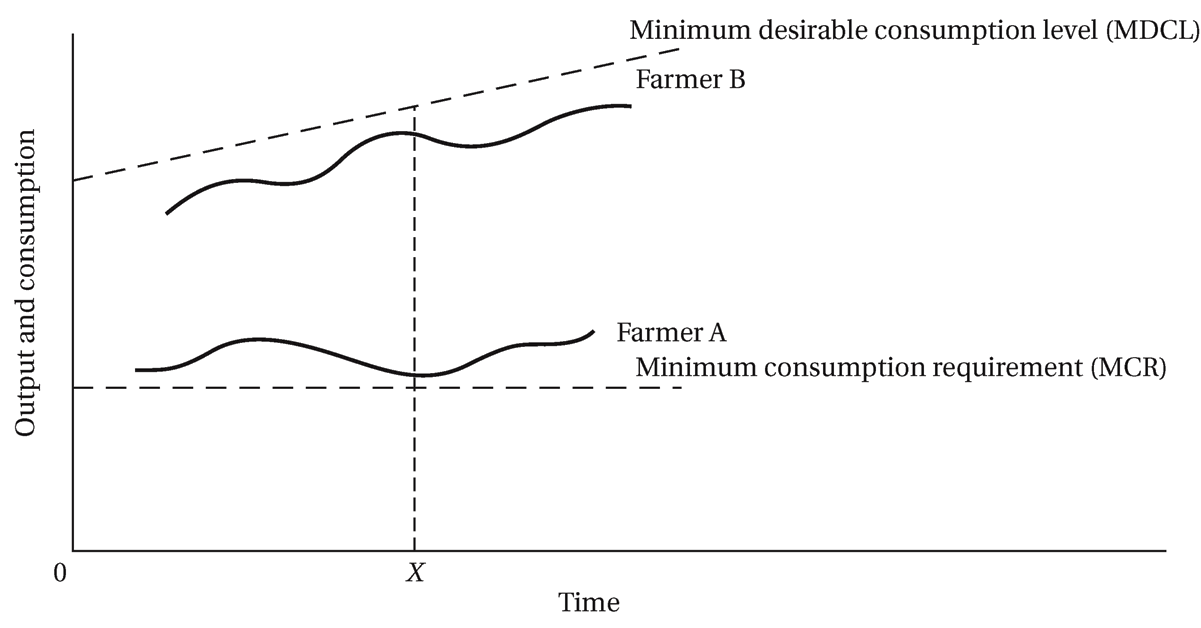 Minimum desirable consumption level (MDCL)
Farmer B
Output and consumption
Farmer A
Minimum consumption requirement (MCR)
0
X
Time